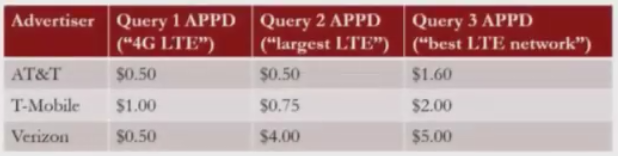 Advertiser Query 1 APPD Query 2 APPD Query 3 APPD
(“4G LTE”) (“largest LTE”) (“best LTE network”)
AT&T $0.50 $0.50 $1.60
T-Mobile $1.00 $0.75 $2.00
Verizon $0.50 $4.00 $5.00